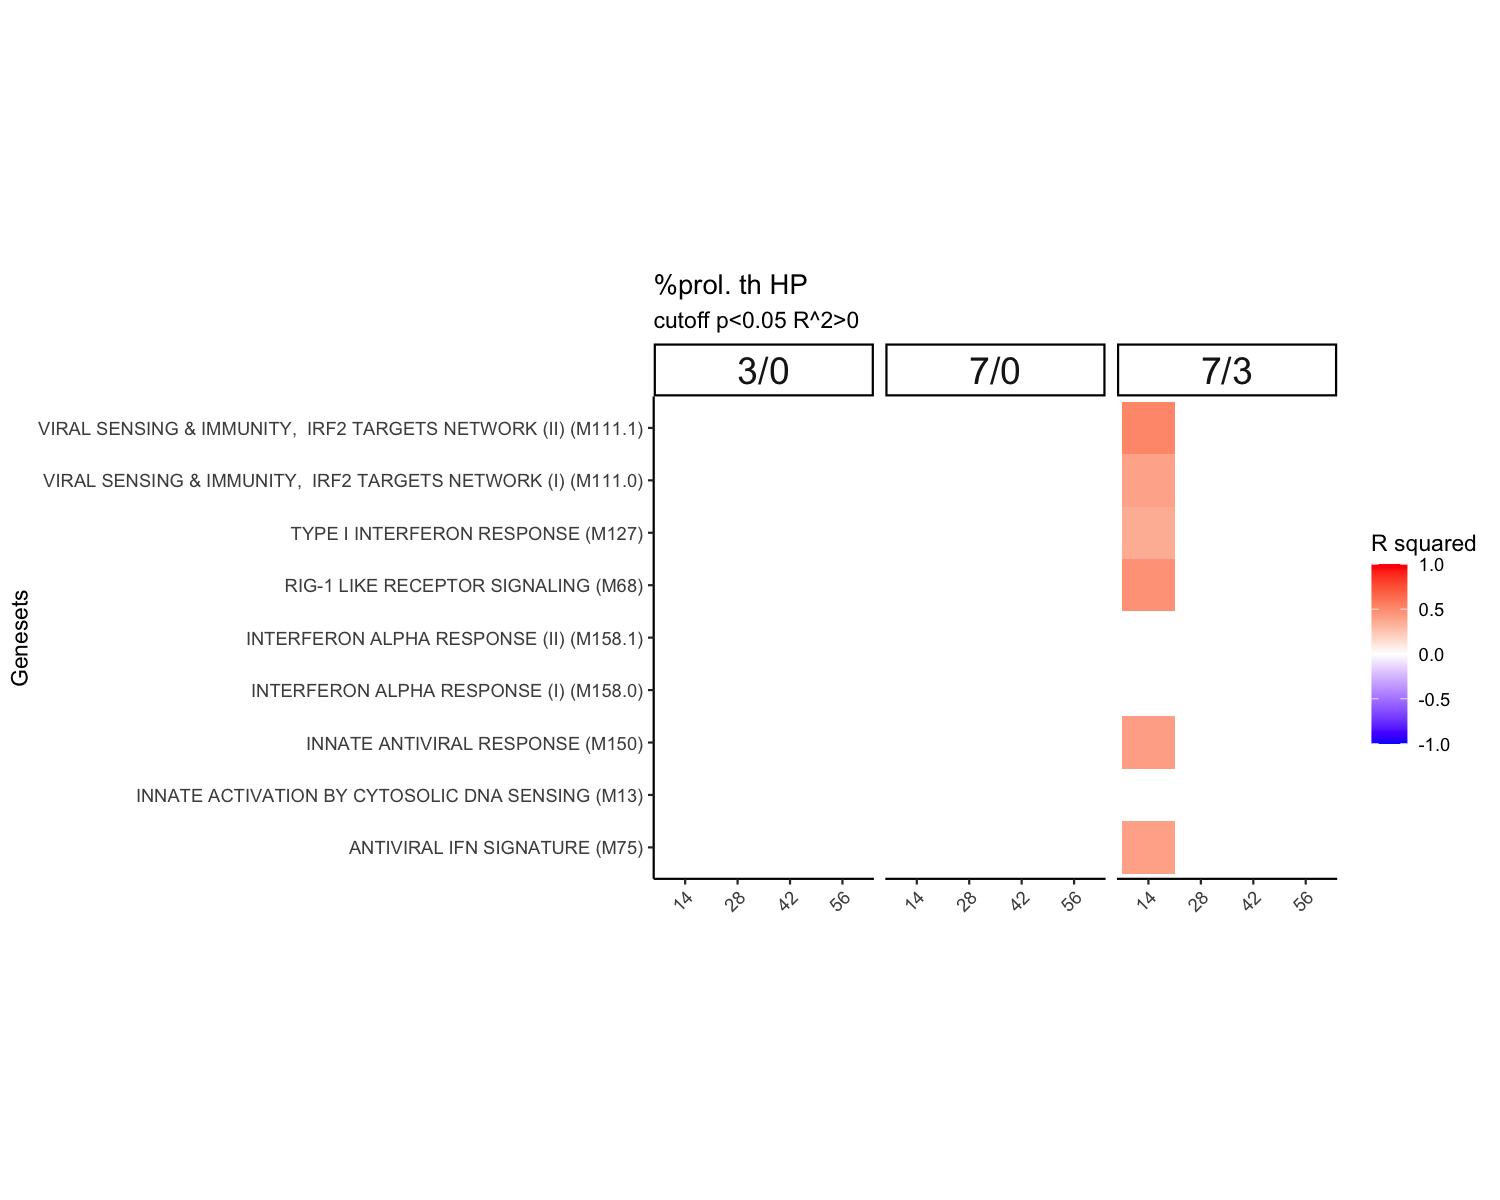 %prol. th HP
cutoff p<0.05 R^2>0
3/0 7/0 7/3
VIRAL SENSING & IMMUNITY,  IRF2 TARGETS NETWORK (II) (M111.1)
VIRAL SENSING & IMMUNITY,  IRF2 TARGETS NETWORK (I) (M111.0)
TYPE I INTERFERON RESPONSE (M127)
RIG-1 LIKE RECEPTOR SIGNALING (M68)
INTERFERON ALPHA RESPONSE (II) (M158.1)
INTERFERON ALPHA RESPONSE (I) (M158.0)
INNATE ANTIVIRAL RESPONSE (M150)
INNATE ACTIVATION BY CYTOSOLIC DNA SENSING (M13)
ANTIVIRAL IFN SIGNATURE (M75)
Genesets
14 28 42 56 14 28 42 56 14 28 42 56
R squared
1.0
0.5
0.0
-0.5
-1.0